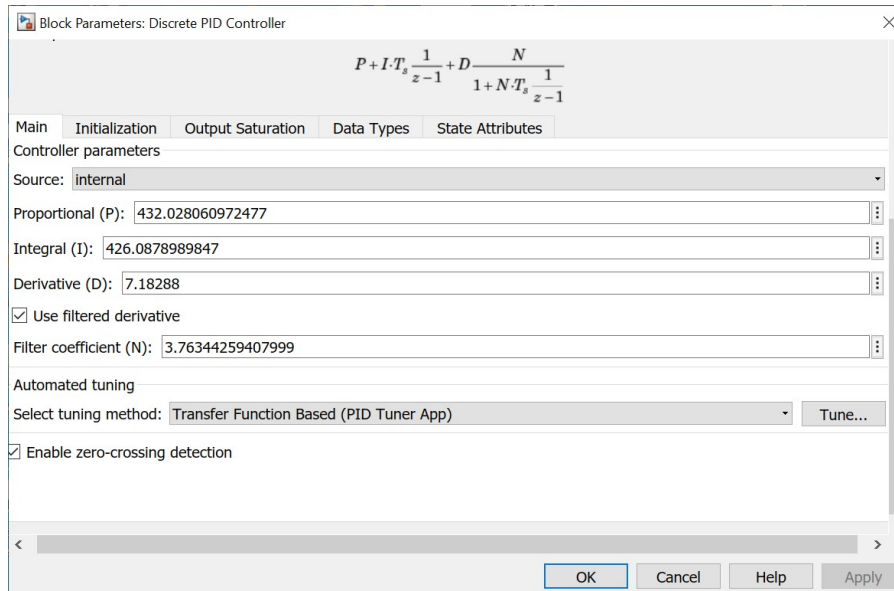 Block Parameters: Discrete PID Controller
P+I·T_s 1/(z−1) + D N/(1+N·T_s 1/(z−1))
Main Initialization Output Saturation Data Types State Attributes
Controller parameters
Source: internal
Proportional (P): 432.028060972477
Integral (I): 426.0878989847
Derivative (D): 7.18288
Use filtered derivative
Filter coefficient (N): 3.76344259407999
Automated tuning
Select tuning method: Transfer Function Based (PID Tuner App) Tune...
Enable zero-crossing detection
OK Cancel Help Apply